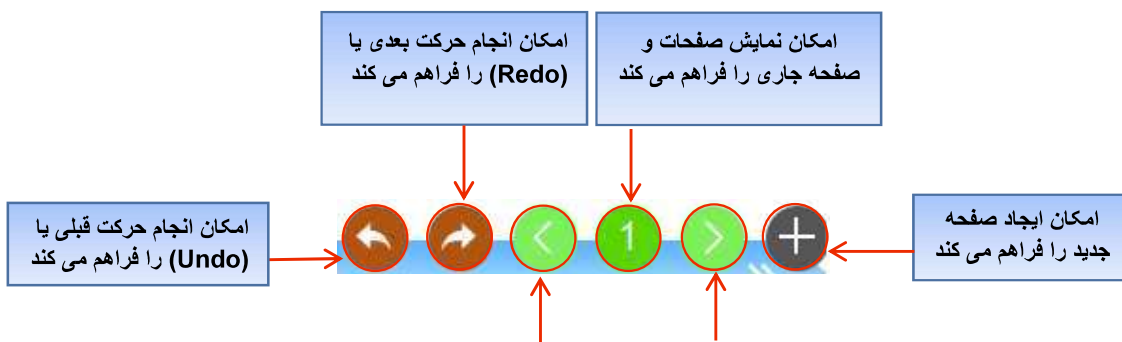 امکان نمایش صفحات و
صفحه جاری را فراهم می کند
امکان انجام حرکت بعدی یا
(Redo) را فراهم می کند
امکان ایجاد صفحه
جدید را فراهم می کند
1
امکان انجام حرکت قبلی یا
(Undo) را فراهم می کند